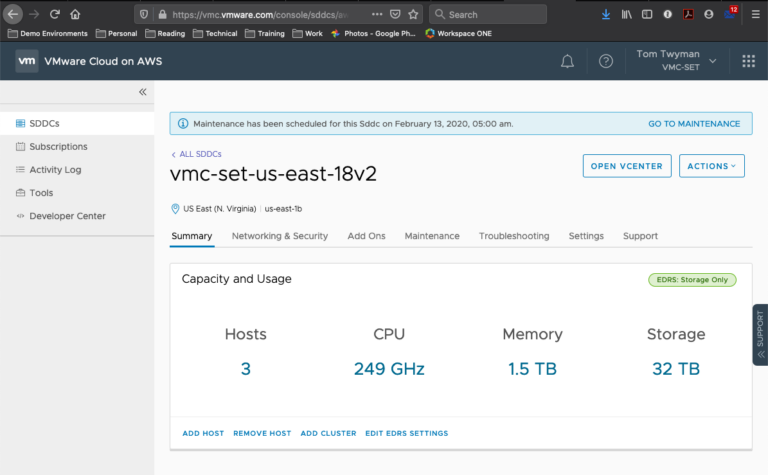 https://vmc.vmware.com/console/sddcs/aw
Search
12
Demo Environments
Personal
Reading
Technical
Training
Work
Photos - Google Ph...
Workspace ONE
vm
VMware Cloud on AWS
Tom Twyman
VMC-SET
SDDCs
Subscriptions
Activity Log
Tools
Developer Center
Maintenance has been scheduled for this Sddc on February 13, 2020, 05:00 am.
GO TO MAINTENANCE
ALL SDDCs
vmc-set-us-east-18v2
OPEN VCENTER
ACTIONS
US East (N. Virginia) | us-east-1b
Summary
Networking & Security
Add Ons
Maintenance
Troubleshooting
Settings
Support
Capacity and Usage
EDRS: Storage Only
Hosts
3
CPU
249 GHz
Memory
1.5 TB
Storage
32 TB
SUPPORT
ADD HOST
REMOVE HOST
ADD CLUSTER
EDIT EDRS SETTINGS